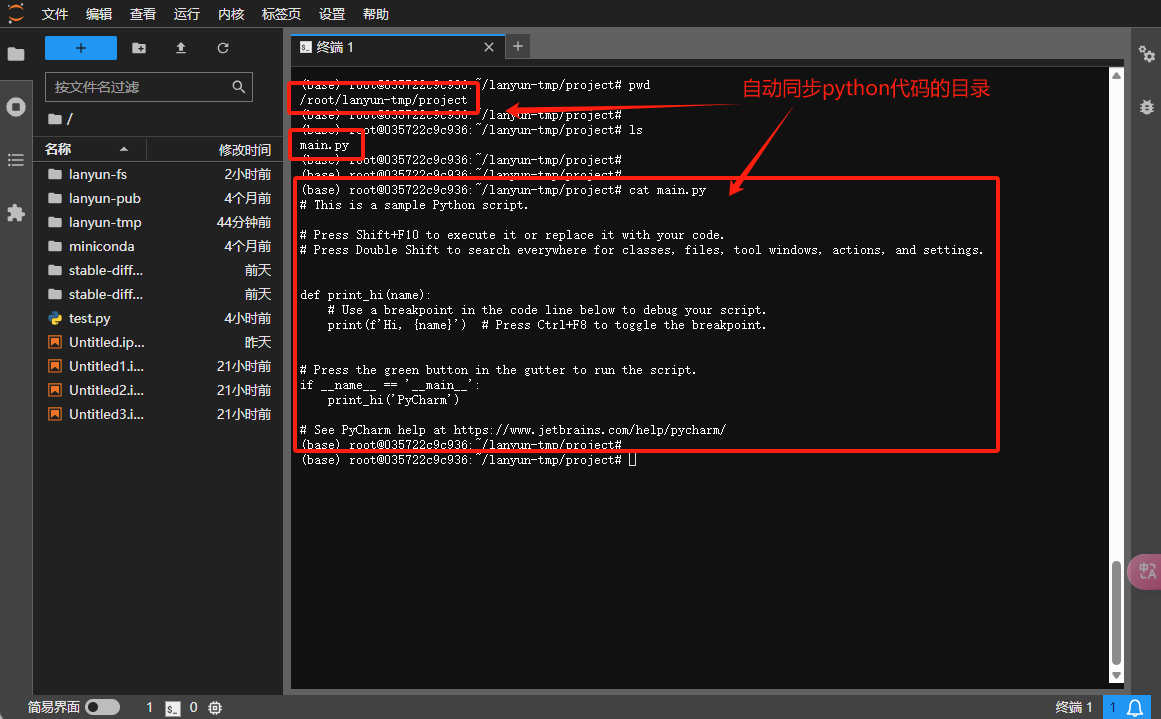 文件 编辑 查看 运行 内核 标签页 设置 帮助
终端 1
按文件名过滤
/
名称 修改时间
lanyun-fs 2小时前
lanyun-pub 4个月前
lanyun-tmp 44分钟前
miniconda 4个月前
stable-diff... 前天
stable-diff... 前天
test.py 4小时前
Untitled.ip... 昨天
Untitled1.i... 21小时前
Untitled2.i... 21小时前
Untitled3.i... 21小时前
(base) root@035722c9c936:~/lanyun-tmp/project# pwd
/root/lanyun-tmp/project
(base) root@035722c9c936:~/lanyun-tmp/project#
(base) root@035722c9c936:~/lanyun-tmp/project# ls
main.py
(base) root@035722c9c936:~/lanyun-tmp/project#
(base) root@035722c9c936:~/lanyun-tmp/project#
(base) root@035722c9c936:~/lanyun-tmp/project# cat main.py
# This is a sample Python script.
# Press Shift+F10 to execute it or replace it with your code.
# Press Double Shift to search everywhere for classes, files, tool windows, actions, and settings.
def print_hi(name):
    # Use a breakpoint in the code line below to debug your script.
    print(f'Hi, {name}')  # Press Ctrl+F8 to toggle the breakpoint.
# Press the green button in the gutter to run the script.
if __name__ == '__main__':
    print_hi('PyCharm')
# See PyCharm help at https://www.jetbrains.com/help/pycharm/
(base) root@035722c9c936:~/lanyun-tmp/project#
(base) root@035722c9c936:~/lanyun-tmp/project#
自动同步python代码的目录
中A
简易界面 1 $_ 0 终端 1 1